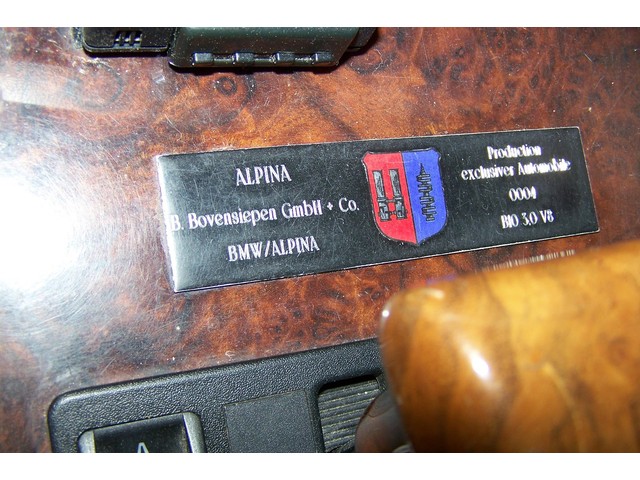 ALPINA
B. Bovensiepen GmbH + Co.
BMW/ALPINA
Production
exclusiver Automobile
0004
B10 3,0 V8
A